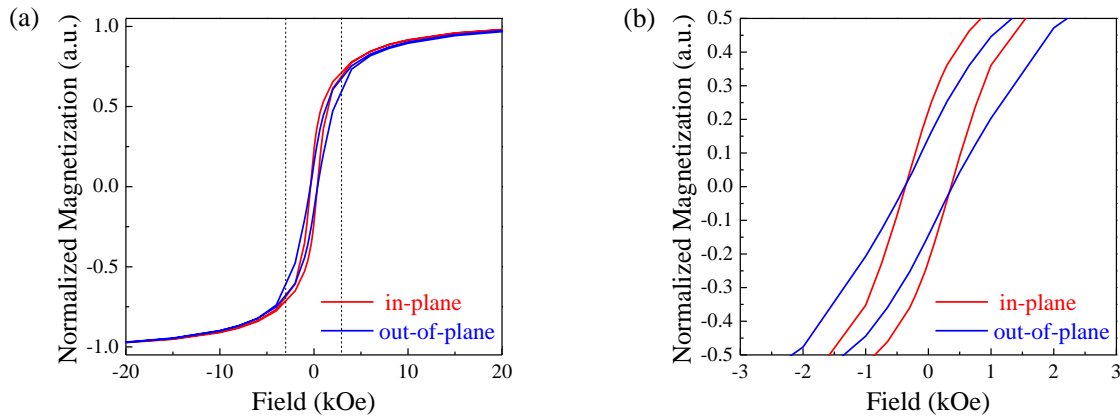 (a)
Normalized Magnetization (a.u.)
1.0
0.5
0.0
-0.5
-1.0
-20
-10
0
10
20
Field (kOe)
in-plane
out-of-plane
(b)
Normalized Magnetization (a.u.)
0.5
0.4
0.3
0.2
0.1
0.0
-0.1
-0.2
-0.3
-0.4
-0.5
-3
-2
-1
0
1
2
3
Field (kOe)
in-plane
out-of-plane